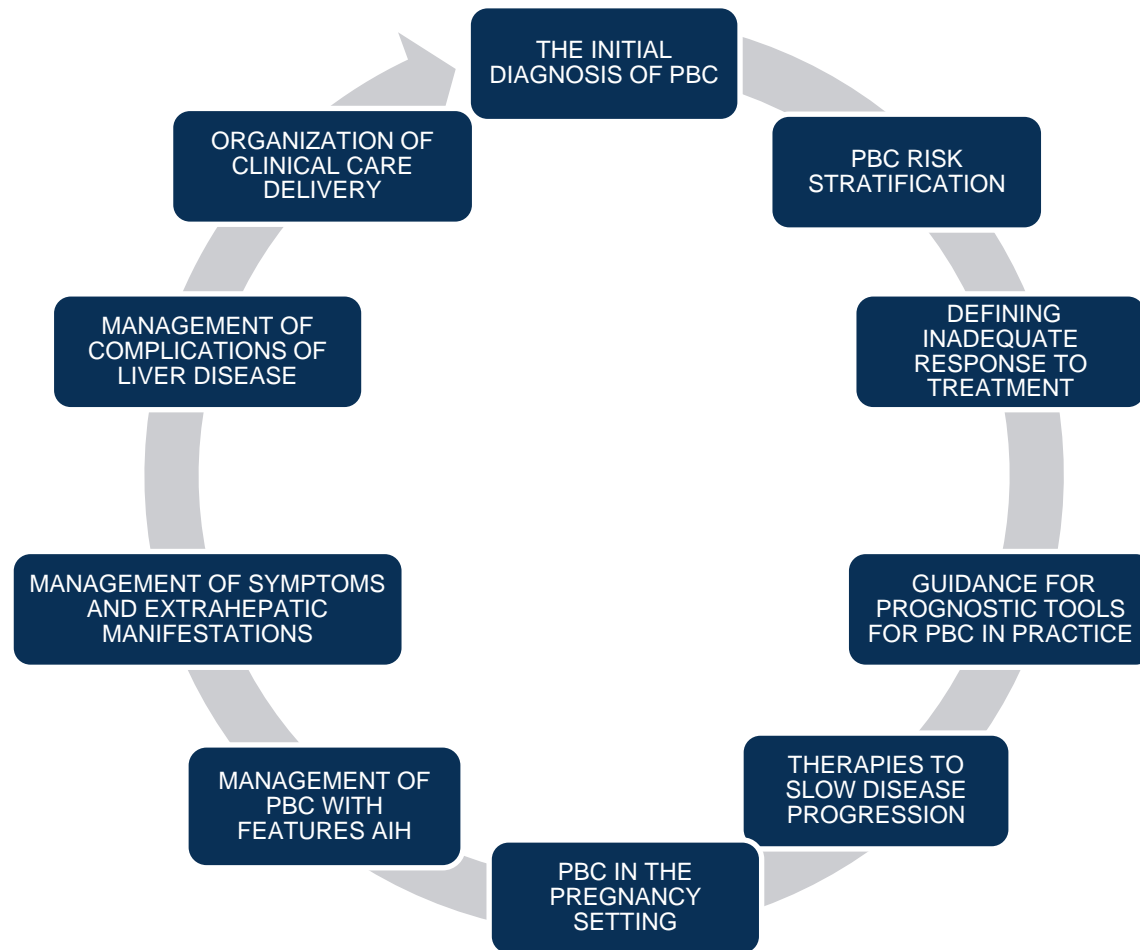 THE INITIAL
DIAGNOSIS OF PBC
PBC RISK
STRATIFICATION
DEFINING
INADEQUATE
RESPONSE TO
TREATMENT
GUIDANCE FOR
PROGNOSTIC TOOLS
FOR PBC IN PRACTICE
THERAPIES TO
SLOW DISEASE
PROGRESSION
PBC IN THE
PREGNANCY
SETTING
MANAGEMENT OF
PBC WITH
FEATURES AIH
MANAGEMENT OF SYMPTOMS
AND EXTRAHEPATIC
MANIFESTATIONS
MANAGEMENT OF
COMPLICATIONS OF
LIVER DISEASE
ORGANIZATION OF
CLINICAL CARE
DELIVERY